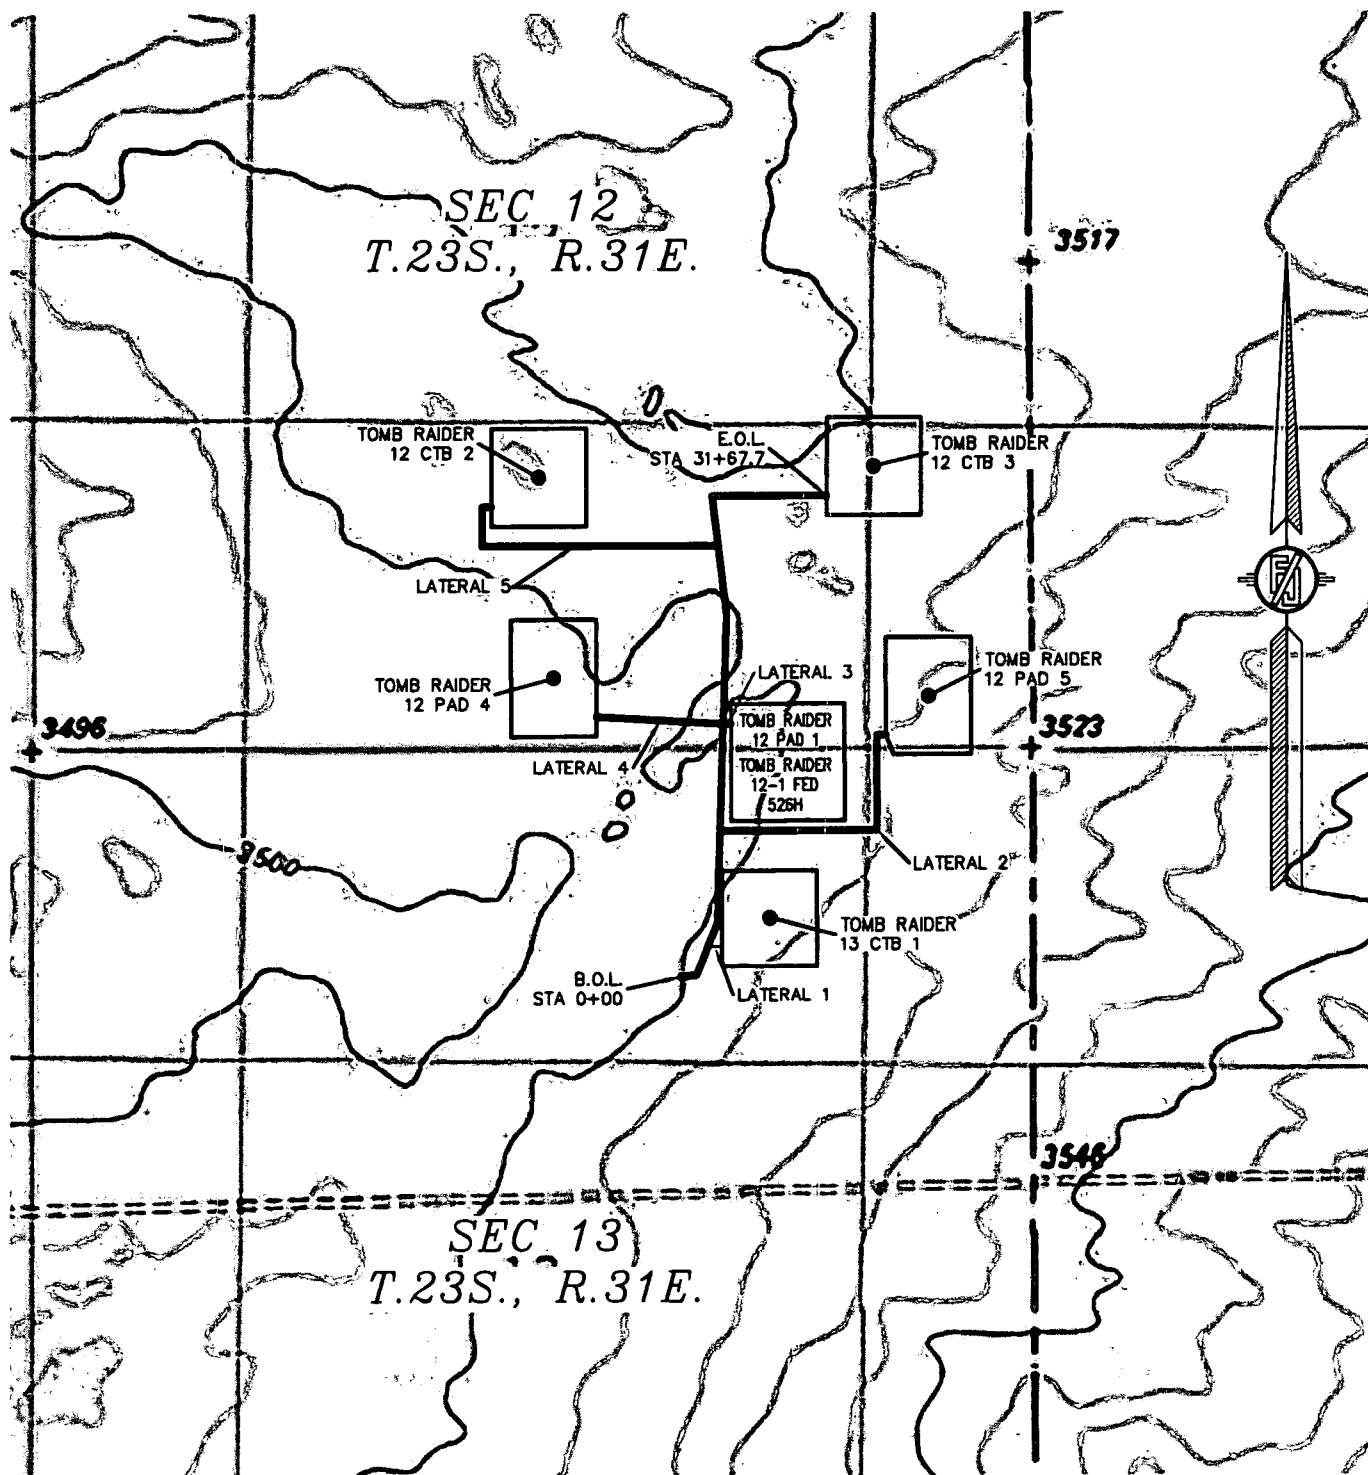 SEC 12
T.23S., R.31E.
3517
TOMB RAIDER
12 CTB 2
E.O.L.
STA 31+67.7
TOMB RAIDER
12 CTB 3
LATERAL 5
TOMB RAIDER
12 PAD 4
LATERAL 3
TOMB RAIDER
12 PAD 5
3496
TOMB RAIDER
12 PAD 1
TOMB RAIDER
12-1 FED
526H
3523
LATERAL 4
3500
LATERAL 2
TOMB RAIDER
13 CTB 1
B.O.L.
STA 0+00
LATERAL 1
3546
SEC 13
T.23S., R.31E.